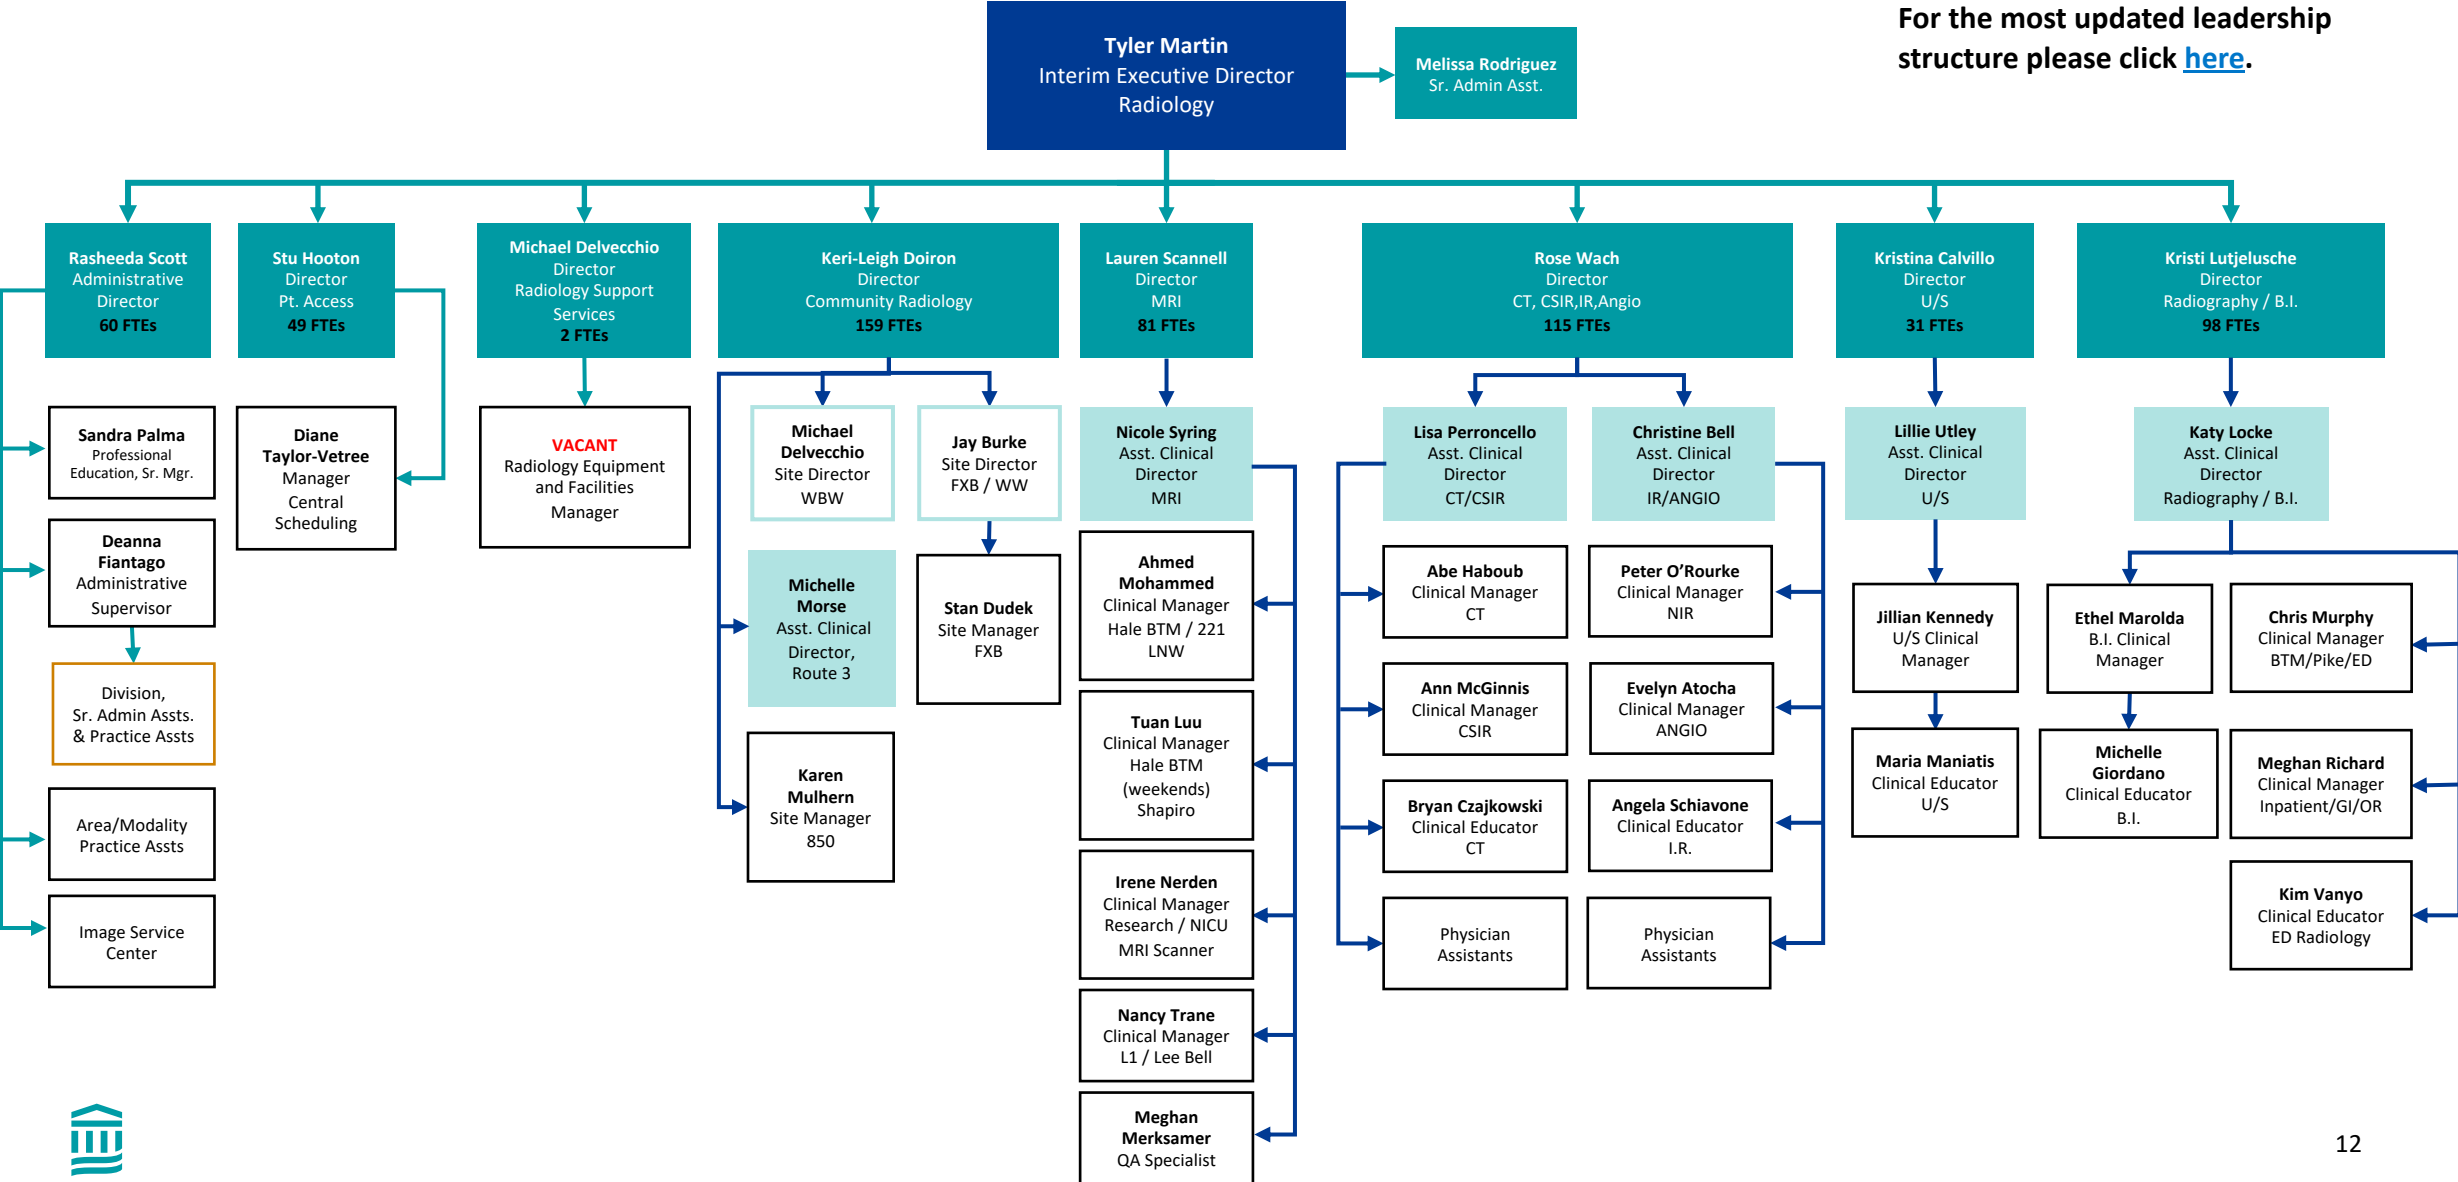 For the most updated leadership
structure please click here.
Tyler Martin
Interim Executive Director
Radiology
Melissa Rodriguez
Sr. Admin Asst.
Rasheeda Scott
Administrative
Director
60 FTEs
Stu Hooton
Director
Pt. Access
49 FTEs
Michael Delvecchio
Director
Radiology Support
Services
2 FTEs
Keri-Leigh Doiron
Director
Community Radiology
159 FTEs
Lauren Scannell
Director
MRI
81 FTEs
Rose Wach
Director
CT, CSIR,IR,Angio
115 FTEs
Kristina Calvillo
Director
U/S
31 FTEs
Kristi Lutjelusche
Director
Radiography / B.I.
98 FTEs
Sandra Palma
Professional
Education, Sr. Mgr.
Deanna
Fiantago
Administrative
Supervisor
Division,
Sr. Admin Assts.
& Practice Assts
Area/Modality
Practice Assts
Image Service
Center
Diane
Taylor-Vetree
Manager
Central
Scheduling
VACANT
Radiology Equipment
and Facilities
Manager
Michael
Delvecchio
Site Director
WBW
Michelle
Morse
Asst. Clinical
Director,
Route 3
Karen
Mulhern
Site Manager
850
Jay Burke
Site Director
FXB / WW
Stan Dudek
Site Manager
FXB
Nicole Syring
Asst. Clinical
Director
MRI
Ahmed
Mohammed
Clinical Manager
Hale BTM / 221
LNW
Tuan Luu
Clinical Manager
Hale BTM
(weekends)
Shapiro
Irene Nerden
Clinical Manager
Research / NICU
MRI Scanner
Nancy Trane
Clinical Manager
L1 / Lee Bell
Meghan
Merksamer
QA Specialist
Lisa Perroncello
Asst. Clinical
Director
CT/CSIR
Abe Haboub
Clinical Manager
CT
Ann McGinnis
Clinical Manager
CSIR
Bryan Czajkowski
Clinical Educator
CT
Physician
Assistants
Christine Bell
Asst. Clinical
Director
IR/ANGIO
Peter O’Rourke
Clinical Manager
NIR
Evelyn Atocha
Clinical Manager
ANGIO
Angela Schiavone
Clinical Educator
I.R.
Physician
Assistants
Lillie Utley
Asst. Clinical
Director
U/S
Jillian Kennedy
U/S Clinical
Manager
Maria Maniatis
Clinical Educator
U/S
Katy Locke
Asst. Clinical
Director
Radiography / B.I.
Ethel Marolda
B.I. Clinical
Manager
Michelle
Giordano
Clinical Educator
B.I.
Chris Murphy
Clinical Manager
BTM/Pike/ED
Meghan Richard
Clinical Manager
Inpatient/GI/OR
Kim Vanyo
Clinical Educator
ED Radiology
12